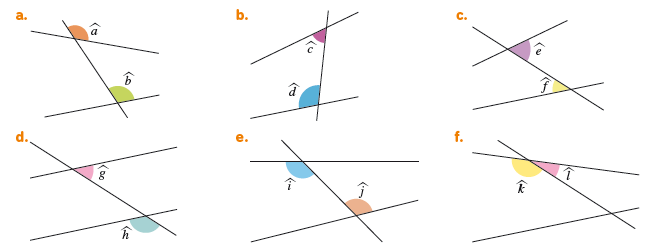 a.
â
b̂
b.
ĉ
d̂
c.
ê
f̂
d.
ĝ
ĥ
e.
î
ĵ
f.
k̂
l̂